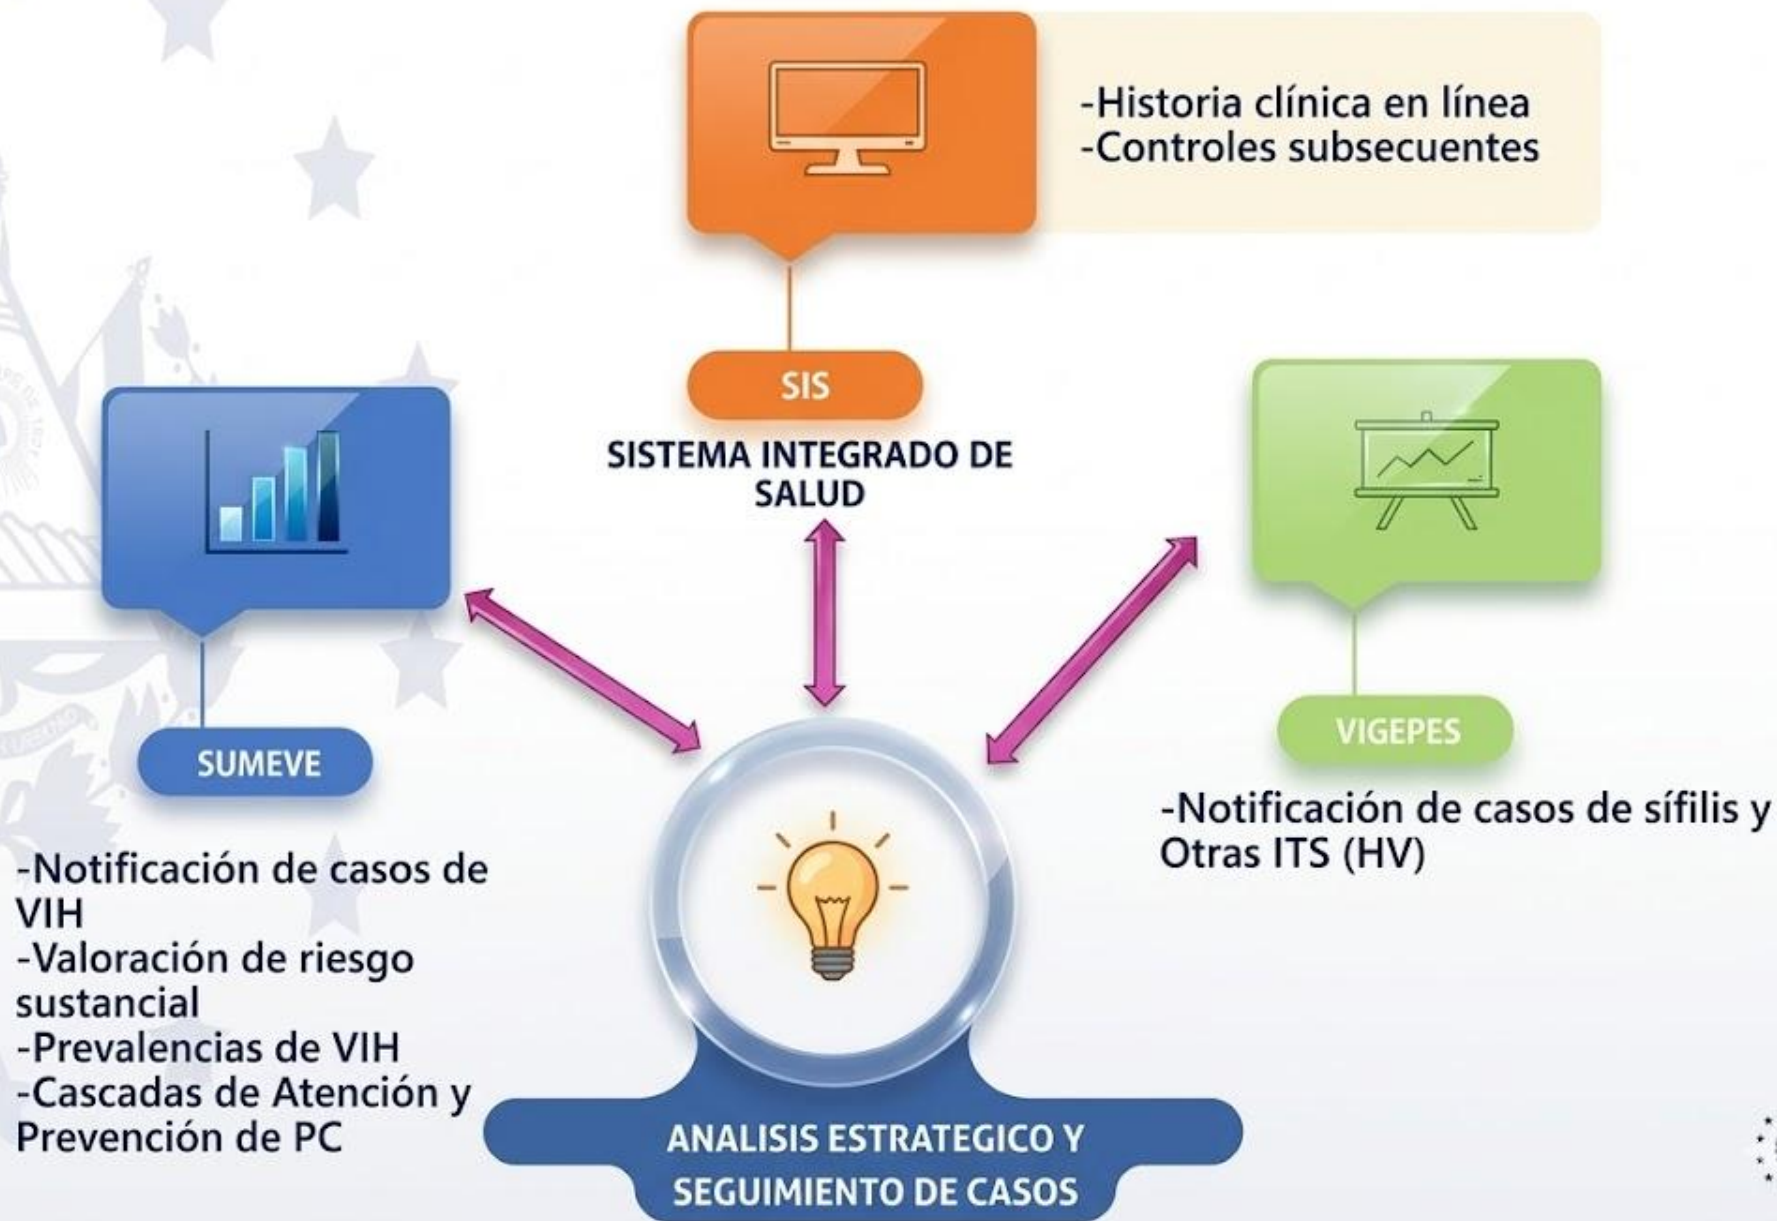 -Historia clínica en línea
-Controles subsecuentes
SIS
SISTEMA INTEGRADO DE
SALUD
SUMEVE
-Notificación de casos de
VIH
-Valoración de riesgo
sustancial
-Prevalencias de VIH
-Cascadas de Atención y
Prevención de PC
VIGEPES
-Notificación de casos de sífilis y
Otras ITS (HV)
ANALISIS ESTRATEGICO Y
SEGUIMIENTO DE CASOS